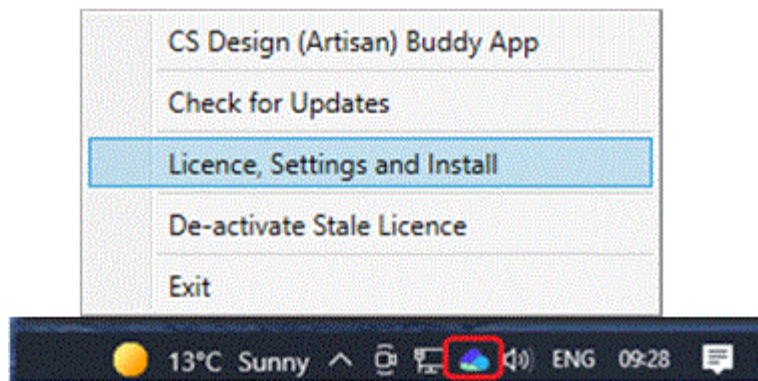 CS Design (Artisan) Buddy App
Check for Updates
Licence, Settings and Install
De-activate Stale Licence
Exit
13°C Sunny ENG 09:28